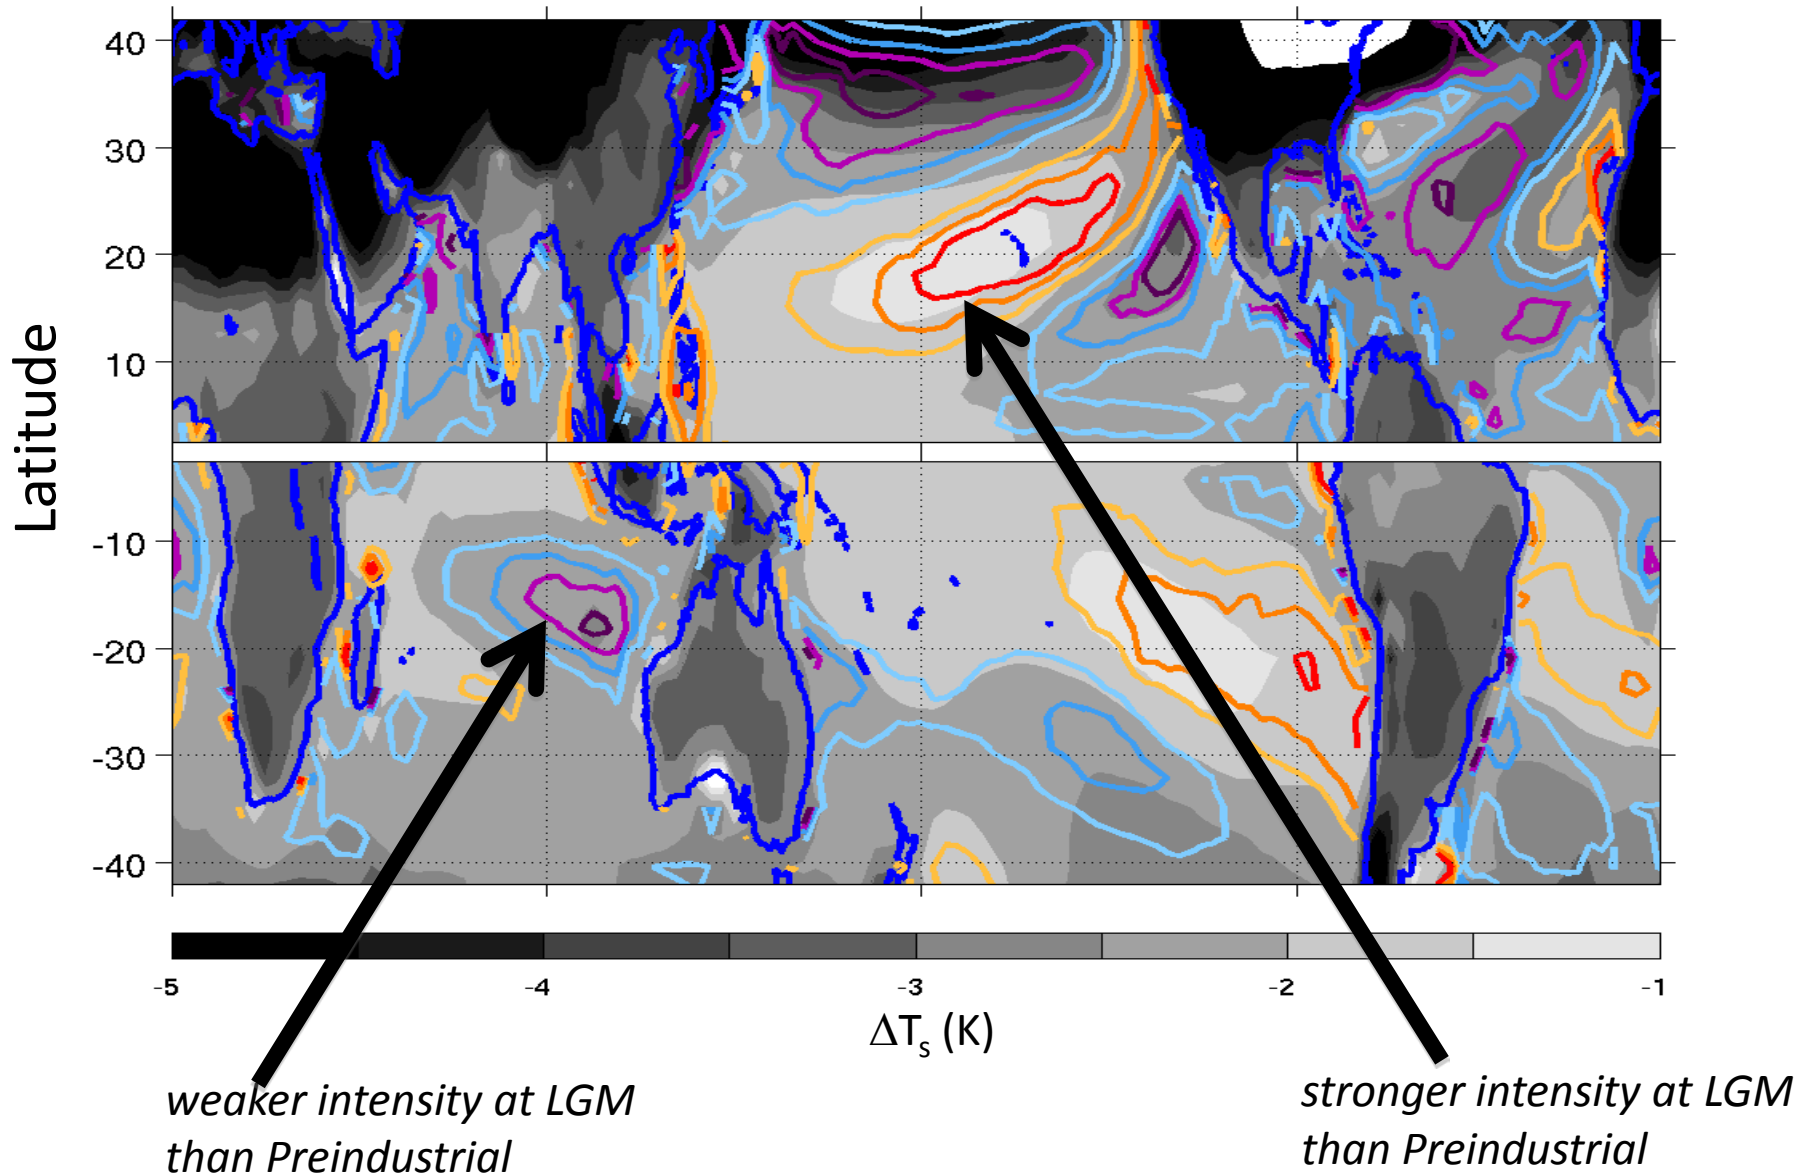 40
30
20
10
Latitude
-10
-20
-30
-40
-5 -4 -3 -2 -1
ΔTs (K)
weaker intensity at LGM
than Preindustrial
stronger intensity at LGM
than Preindustrial